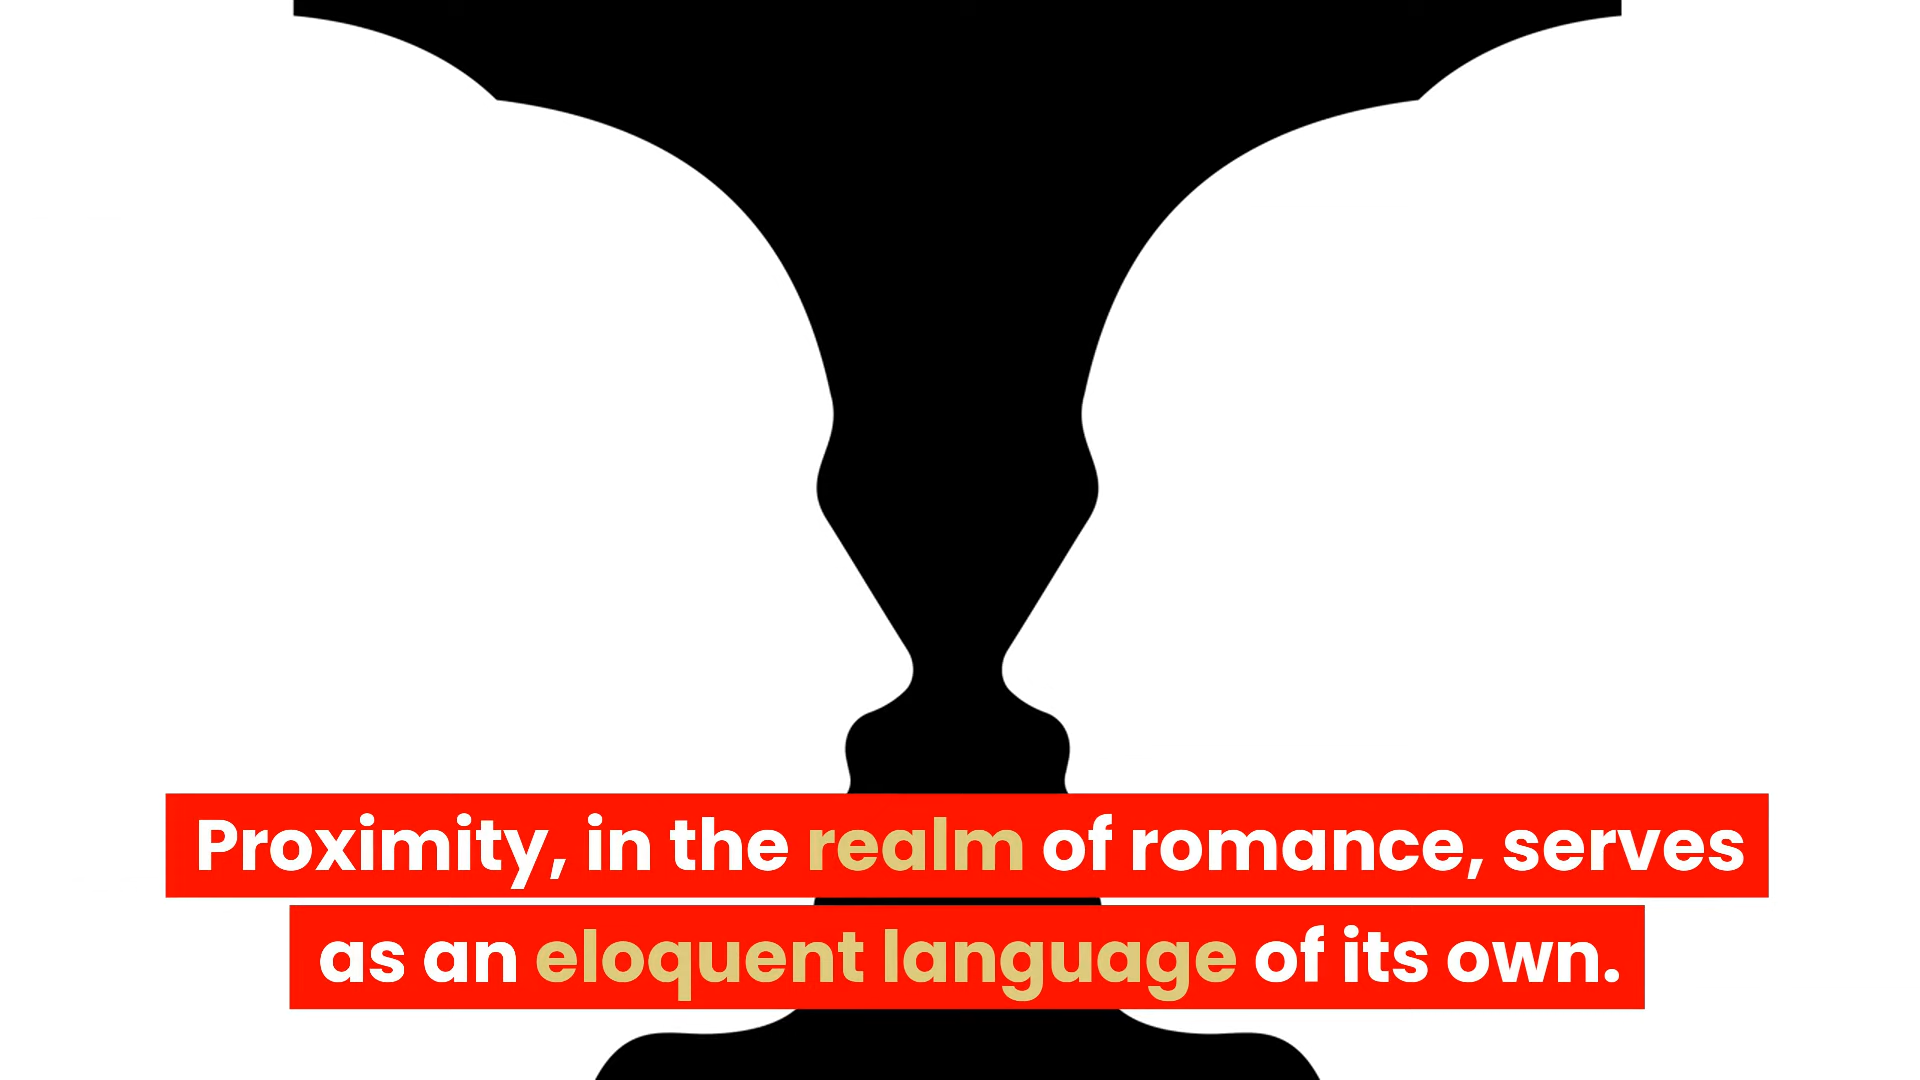 Proximity, in the realm of romance, serves
as an eloquent language of its own.